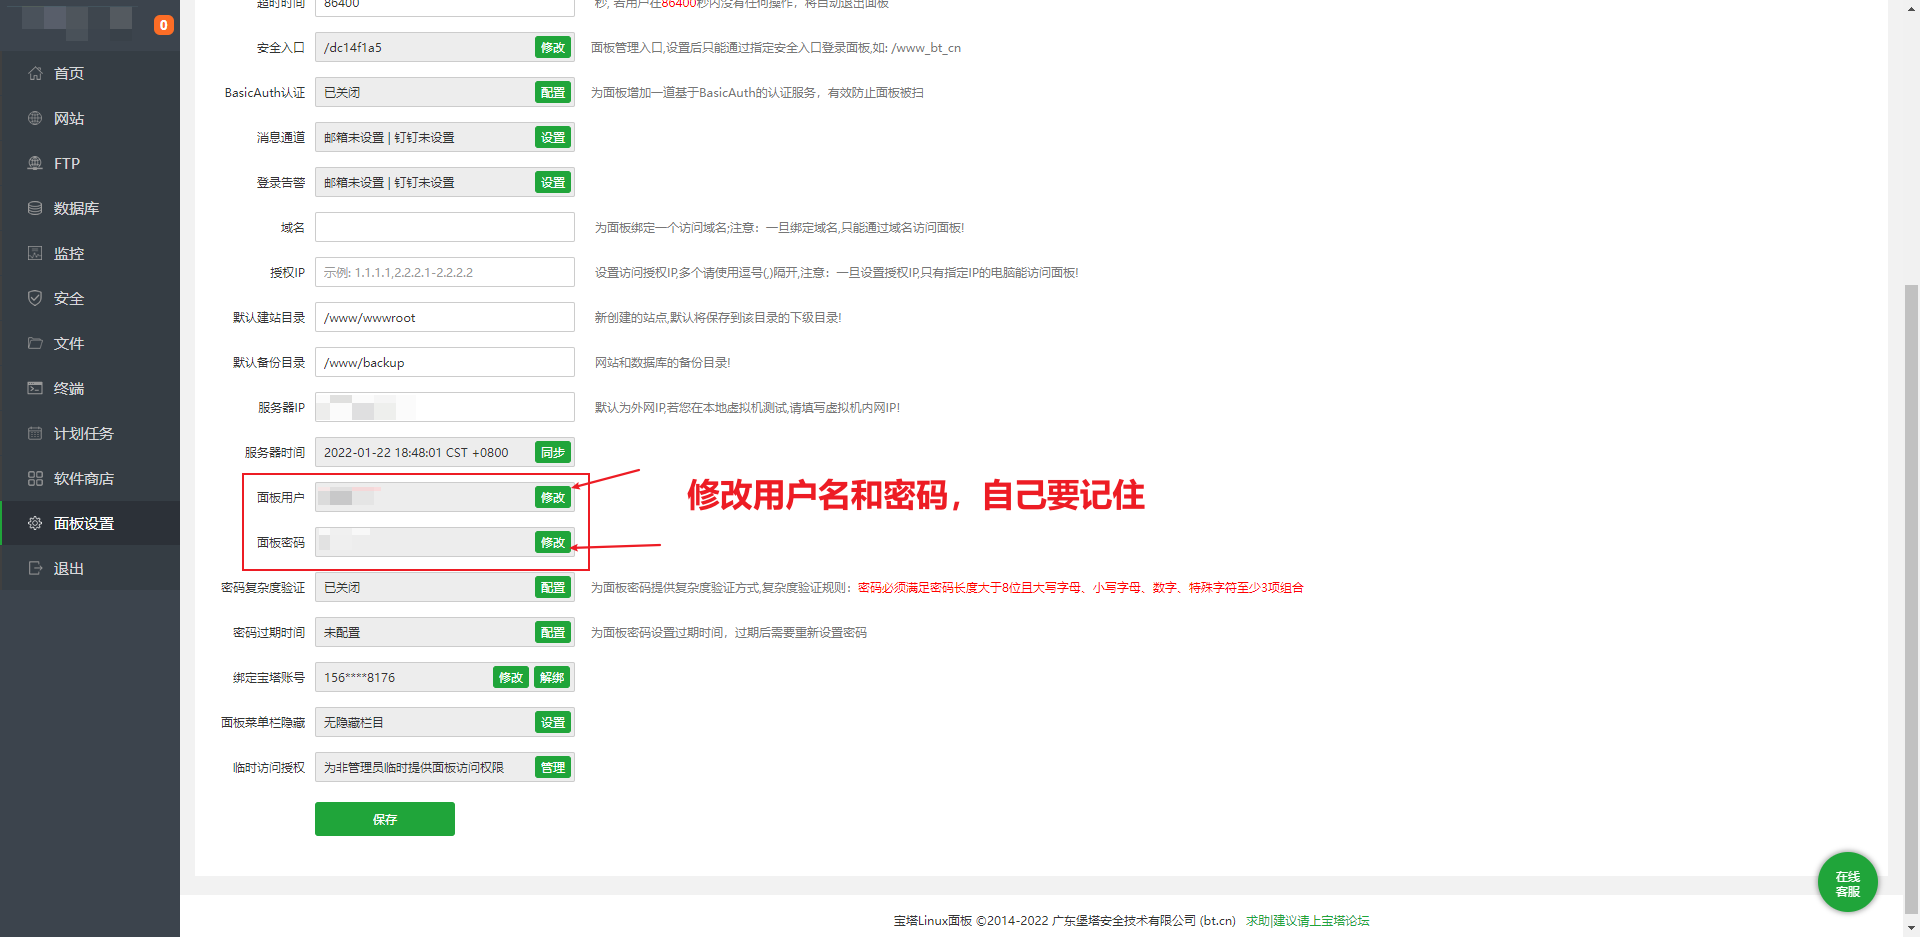 0
首页
网站
FTP
数据库
监控
安全
文件
终端
计划任务
软件商店
面板设置
退出
超时时间 86400 秒, 若用户在86400秒内没有任何操作，将自动退出面板
安全入口 /dc14f1a5 修改 面板管理入口,设置后只能通过指定安全入口登录面板,如: /www_bt_cn
BasicAuth认证 已关闭 配置 为面板增加一道基于BasicAuth的认证服务，有效防止面板被扫
消息通道 邮箱未设置 | 钉钉未设置 设置
登录告警 邮箱未设置 | 钉钉未设置 设置
域名 为面板绑定一个访问域名;注意：一旦绑定域名,只能通过域名访问面板!
授权IP 示例: 1.1.1.1,2.2.2.1-2.2.2.2 设置访问授权IP,多个请使用逗号(,)隔开,注意：一旦设置授权IP,只有指定IP的电脑能访问面板!
默认建站目录 /www/wwwroot 新创建的站点,默认将保存到该目录的下级目录!
默认备份目录 /www/backup 网站和数据库的备份目录!
服务器IP 默认为外网IP,若您在本地虚拟机测试,请填写虚拟机内网IP!
服务器时间 2022-01-22 18:48:01 CST +0800 同步
面板用户 修改
修改用户名和密码，自己要记住
面板密码 修改
密码复杂度验证 已关闭 配置 为面板密码提供复杂度验证方式,复杂度验证规则：密码必须满足密码长度大于8位且大写字母、小写字母、数字、特殊字符至少3项组合
密码过期时间 未配置 配置 为面板密码设置过期时间，过期后需要重新设置密码
绑定宝塔账号 156****8176 修改 解绑
面板菜单栏隐藏 无隐藏栏目 设置
临时访问授权 为非管理员临时提供面板访问权限 管理
保存
在线
客服
宝塔Linux面板 ©2014-2022 广东堡塔安全技术有限公司 (bt.cn) 求助|建议请上宝塔论坛